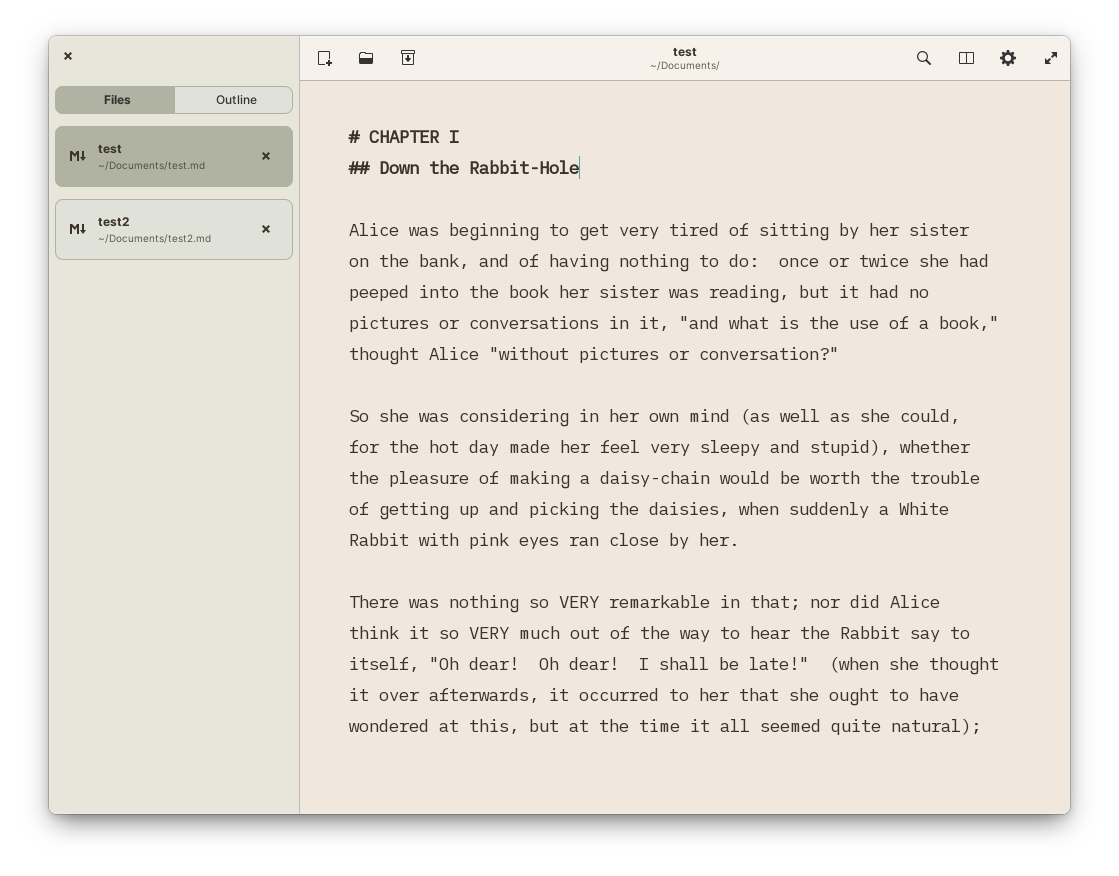 Files
Outline
test
~/Documents/test.md
test2
~/Documents/test2.md
test
~/Documents/
# CHAPTER I
## Down the Rabbit-Hole
Alice was beginning to get very tired of sitting by her sister
on the bank, and of having nothing to do:  once or twice she had
peeped into the book her sister was reading, but it had no
pictures or conversations in it, "and what is the use of a book,"
thought Alice "without pictures or conversation?"
So she was considering in her own mind (as well as she could,
for the hot day made her feel very sleepy and stupid), whether
the pleasure of making a daisy-chain would be worth the trouble
of getting up and picking the daisies, when suddenly a White
Rabbit with pink eyes ran close by her.
There was nothing so VERY remarkable in that; nor did Alice
think it so VERY much out of the way to hear the Rabbit say to
itself, "Oh dear!  Oh dear!  I shall be late!"  (when she thought
it over afterwards, it occurred to her that she ought to have
wondered at this, but at the time it all seemed quite natural);